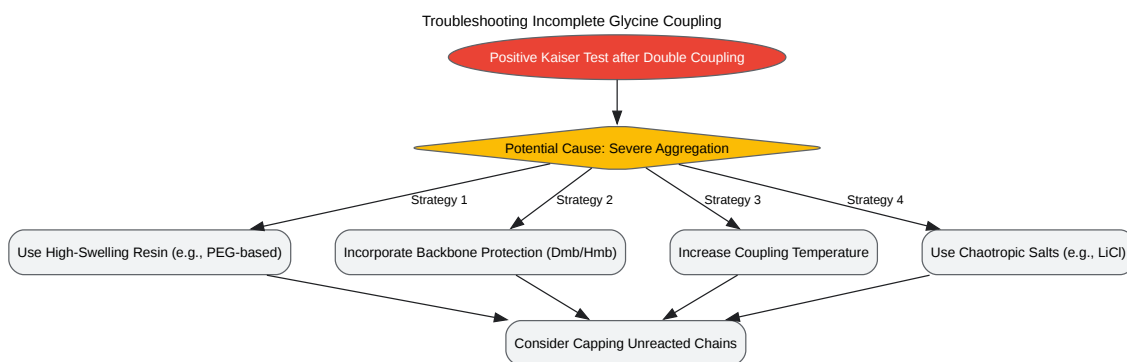 Troubleshooting Incomplete Glycine Coupling
Positive Kaiser Test after Double Coupling
Potential Cause: Severe Aggregation
Strategy 1
Strategy 2
Strategy 3
Strategy 4
Use High-Swelling Resin (e.g., PEG-based)
Incorporate Backbone Protection (Dmb/Hmb)
Increase Coupling Temperature
Use Chaotropic Salts (e.g., LiCl)
Consider Capping Unreacted Chains